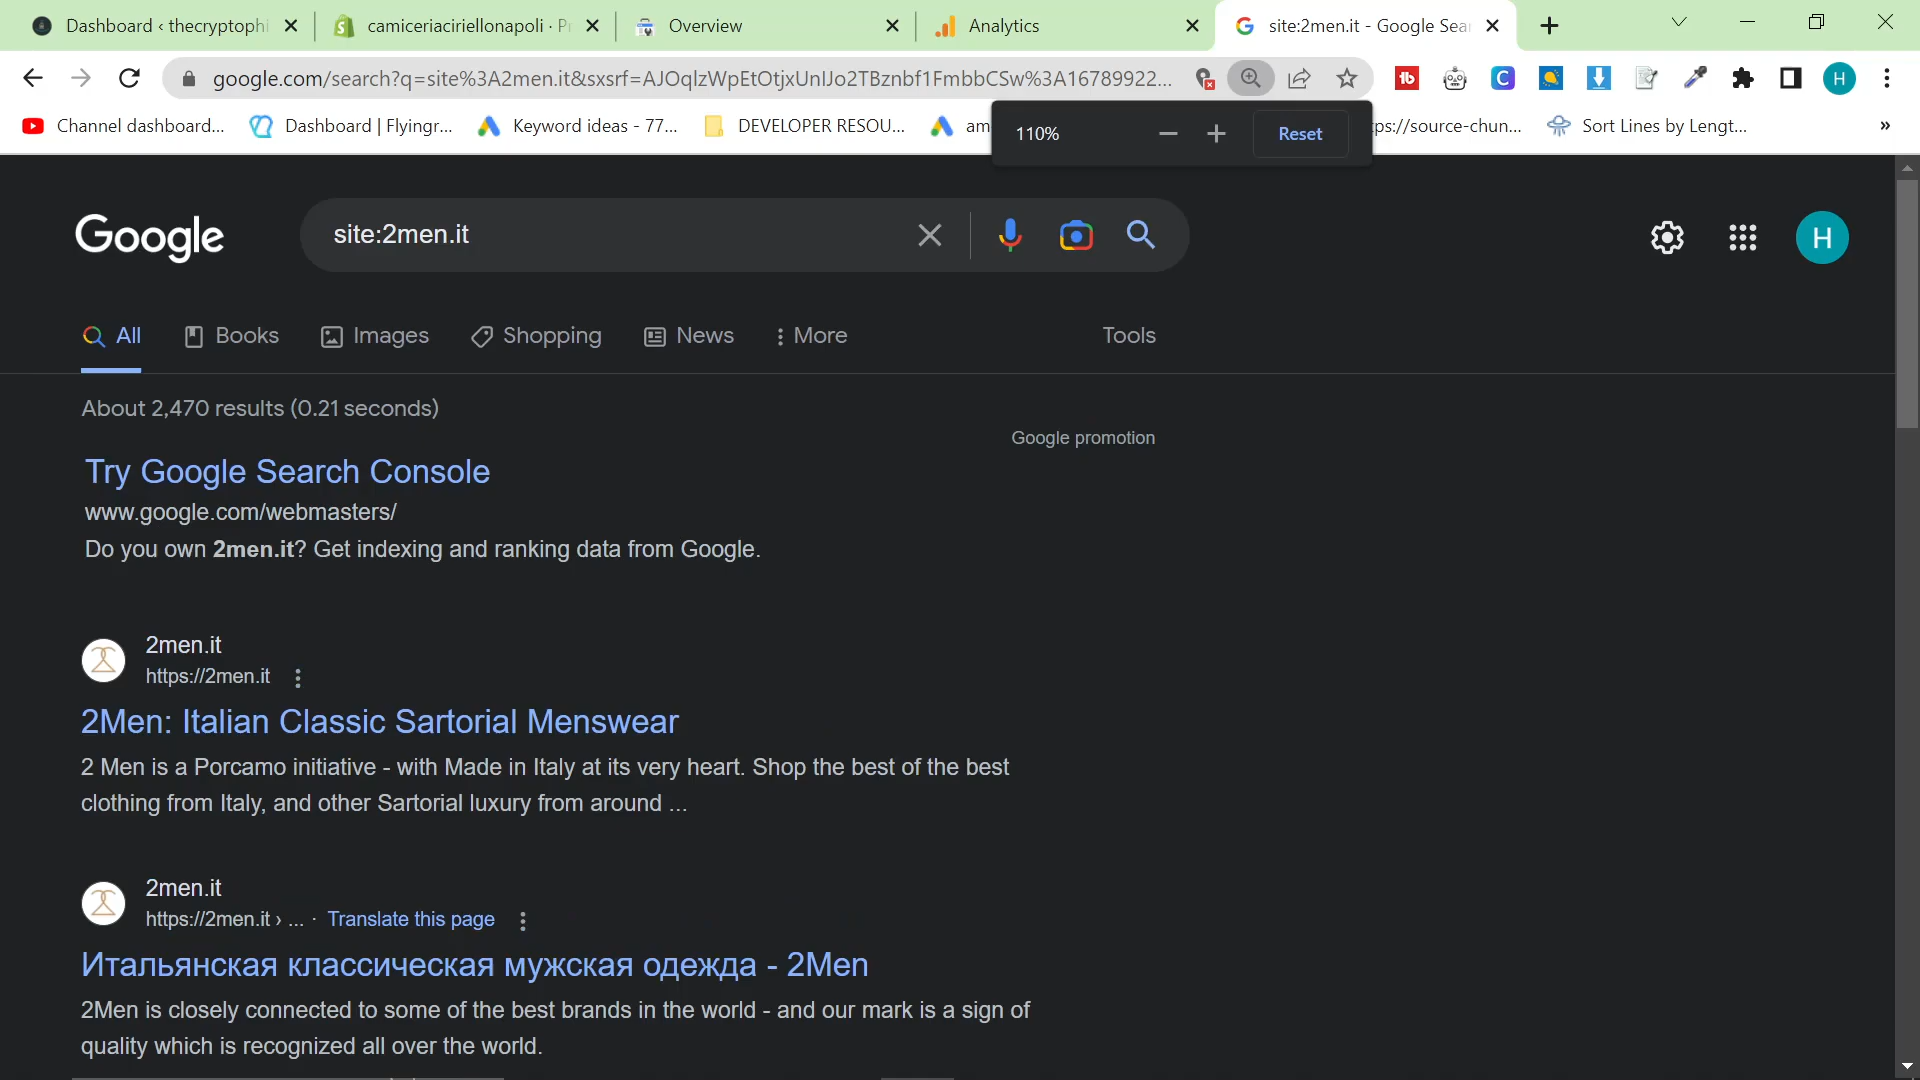 Dashboard ‹ thecryptophi
camiceriaciriellonapoli · P
Overview
Analytics
site:2men.it - Google Sea
google.com/search?q=site%3A2men.it&sxsrf=AJOqlzWpEtOtjxUnIJo2TBznbf1FmbbCSw%3A16789922...
Channel dashboard...
Dashboard | Flyingr...
Keyword ideas - 77...
DEVELOPER RESOU...
am
ps://source-chun...
Sort Lines by Lengt...
»
110%
Reset
Google
site:2men.it
H
All
Books
Images
Shopping
News
More
Tools
About 2,470 results (0.21 seconds)
Google promotion
Try Google Search Console
www.google.com/webmasters/
Do you own 2men.it? Get indexing and ranking data from Google.
2men.it
https://2men.it
2Men: Italian Classic Sartorial Menswear
2 Men is a Porcamo initiative - with Made in Italy at its very heart. Shop the best of the best
clothing from Italy, and other Sartorial luxury from around ...
2men.it
https://2men.it › ... · Translate this page
Итальянская классическая мужская одежда - 2Men
2Men is closely connected to some of the best brands in the world - and our mark is a sign of
quality which is recognized all over the world.